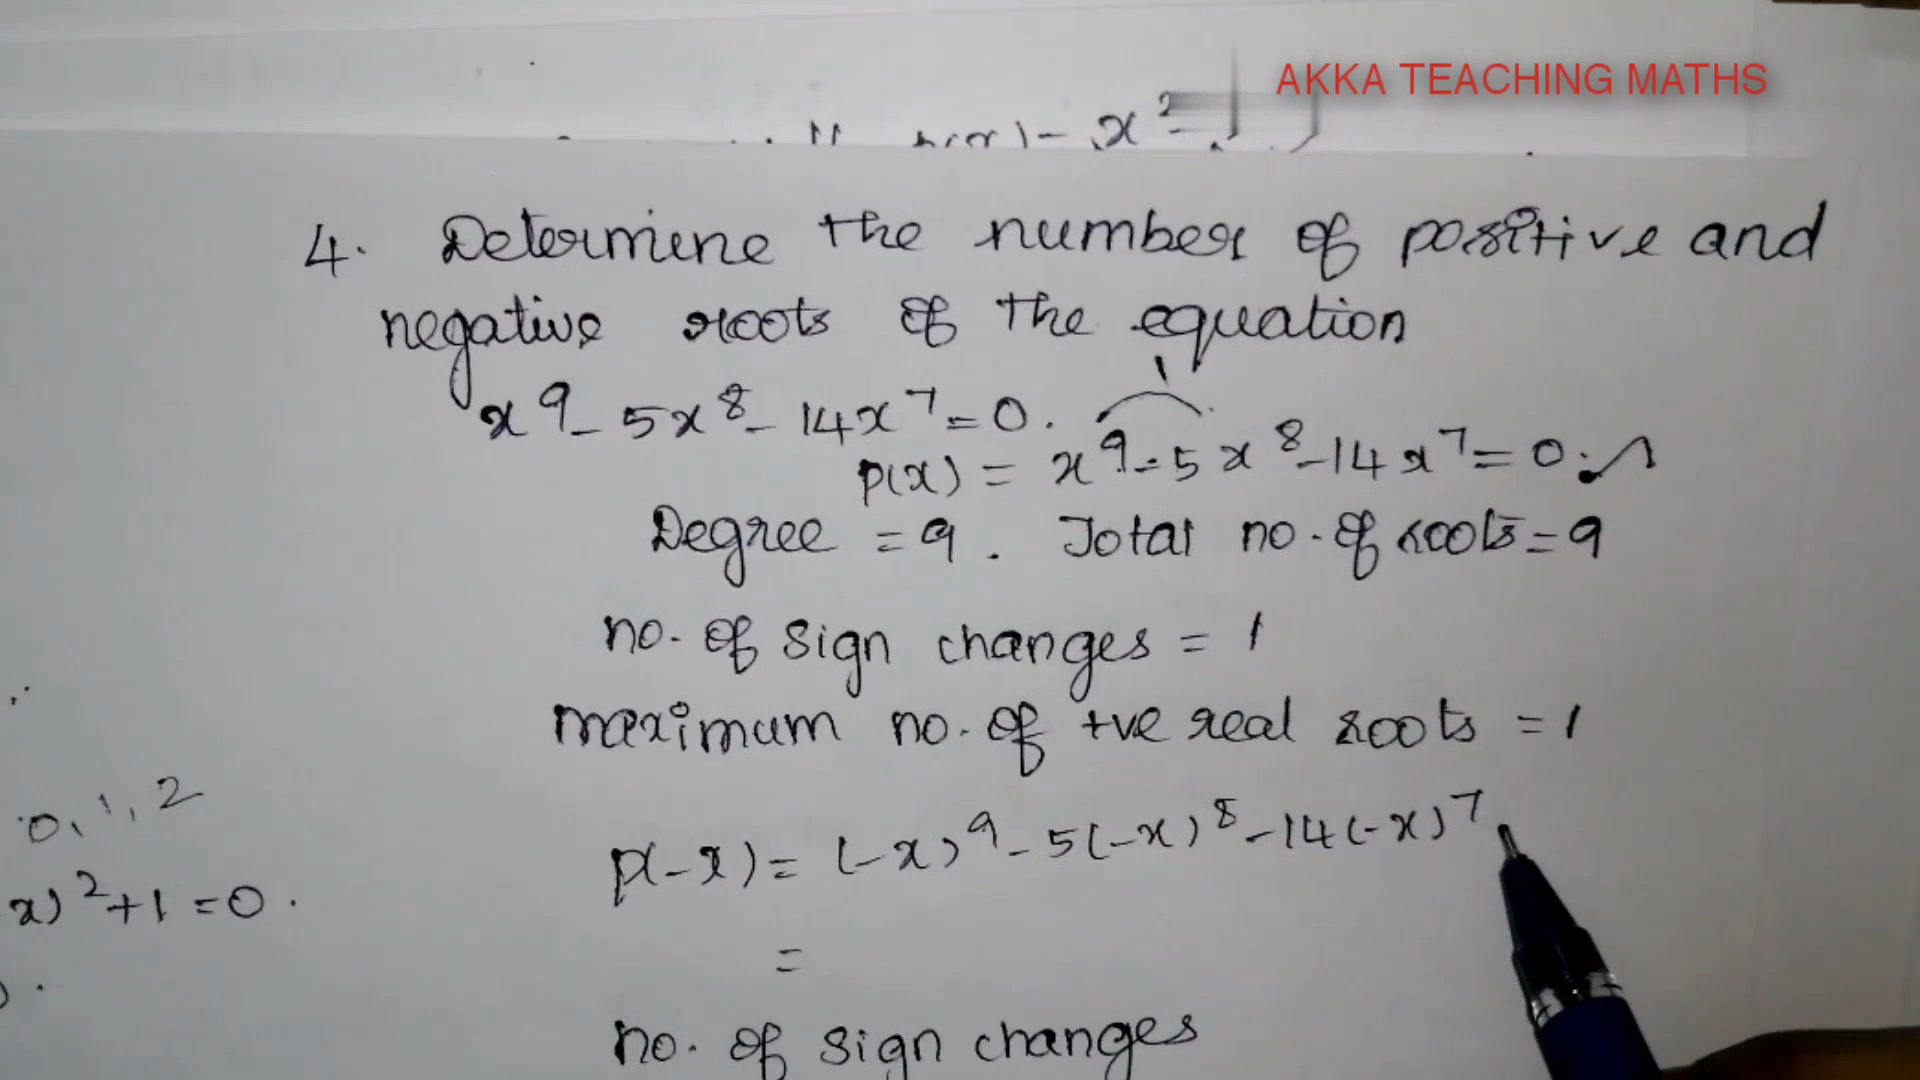 AKKA TEACHING MATHS
x²
4. Determine the number of positive and
negative roots of the equation
x⁹ - 5x⁸ - 14x⁷ = 0.
1
p(x) = x⁹ - 5x⁸ - 14x⁷ = 0.
Degree = 9. Total no. of roots = 9
no. of sign changes = 1
maximum no. of +ve real roots = 1
0, 1, 2
p(-x) = (-x)⁹ - 5(-x)⁸ - 14(-x)⁷
x)² + 1 = 0.
=
no. of sign changes